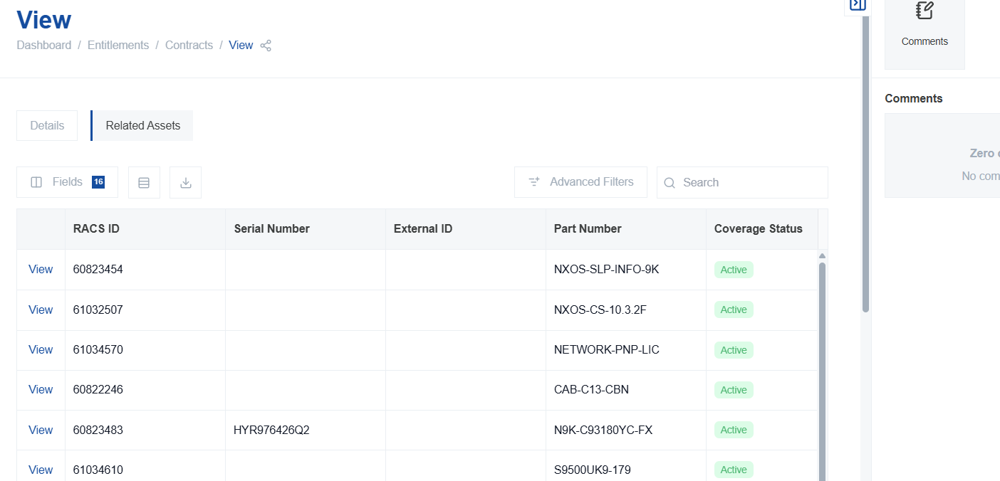 View
Comments
Dashboard / Entitlements / Contracts / View
Comments
Details Related Assets
Zero
No com
Fields 16 Advanced Filters Search
RACS ID Serial Number External ID Part Number Coverage Status
View 60823454 NXOS-SLP-INFO-9K Active
View 61032507 NXOS-CS-10.3.2F Active
View 61034570 NETWORK-PNP-LIC Active
View 60822246 CAB-C13-CBN Active
View 60823483 HYR976426Q2 N9K-C93180YC-FX Active
View 61034610 S9500UK9-179 Active